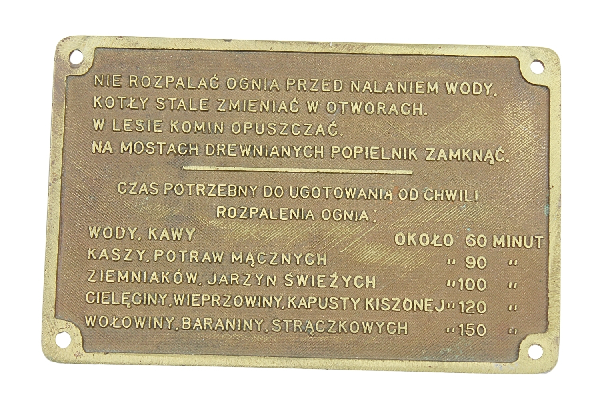 NIE ROZPALAĆ OGNIA PRZED NALANIEM WODY.
KOTŁY STALE ZMIENIAĆ W OTWORACH.
W LESIE KOMIN OPUSZCZAĆ.
NA MOSTACH DREWNIANYCH POPIELNIK ZAMKNĄĆ.
CZAS POTRZEBNY DO UGOTOWANIA OD CHWILI
ROZPALENIA OGNIA:
WODY, KAWY OKOŁO 60 MINUT
KASZY, POTRAW MĄCZNYCH " 90 "
ZIEMNIAKÓW, JARZYN ŚWIEŻYCH " 100 "
CIELĘCINY, WIEPRZOWINY, KAPUSTY KISZONEJ " 120 "
WOŁOWINY, BARANINY, STRĄCZKOWYCH " 150 "